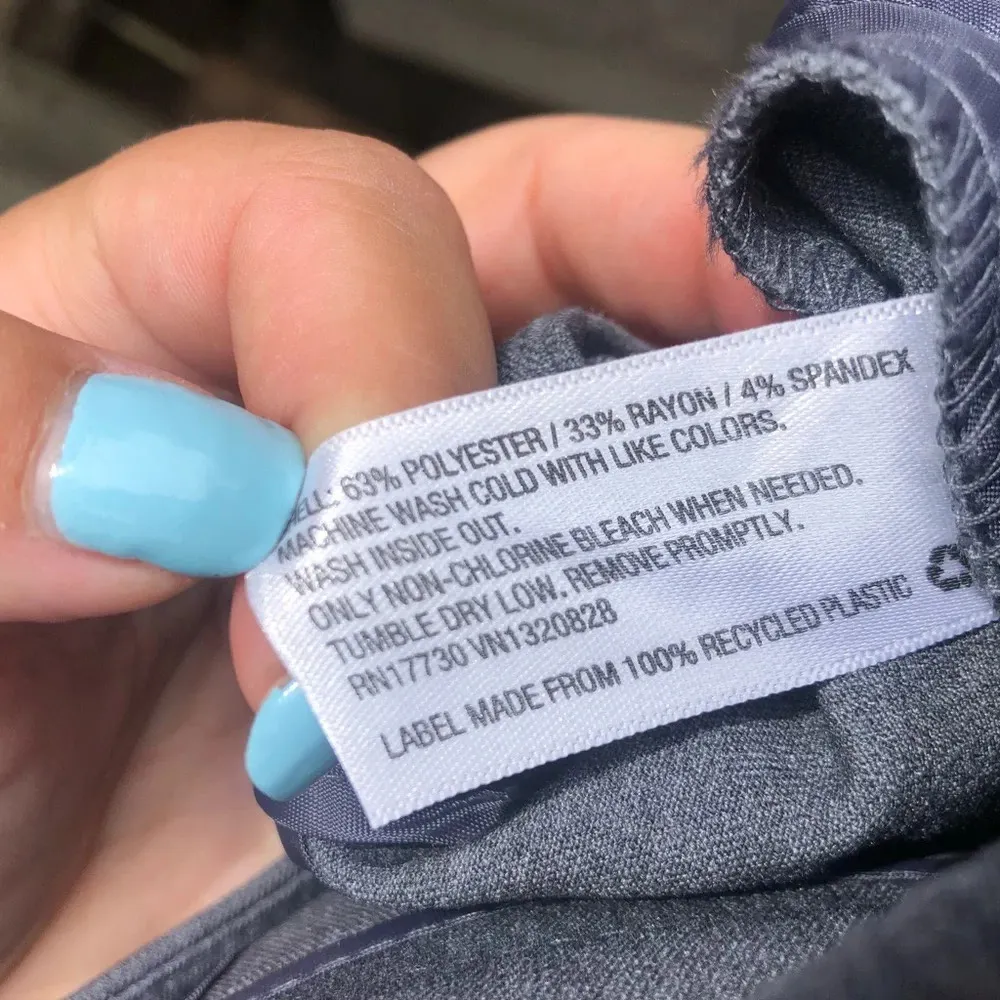 ELL: 63% POLYESTER / 33% RAYON / 4% SPANDEX
MACHINE WASH COLD WITH LIKE COLORS.
WASH INSIDE OUT.
ONLY NON-CHLORINE BLEACH WHEN NEEDED.
TUMBLE DRY LOW. REMOVE PROMPTLY.
RN17730 VN1320828
LABEL MADE FROM 100% RECYCLED PLASTIC